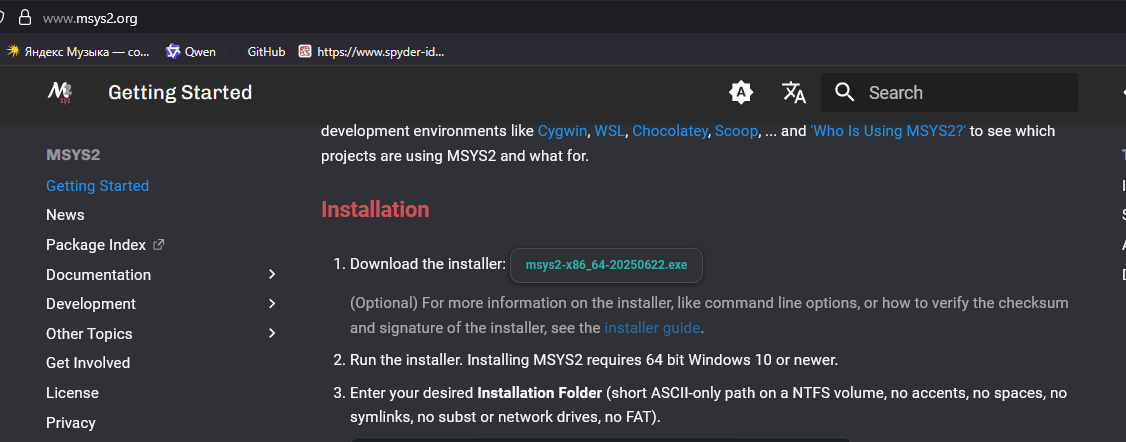 www.msys2.org
Яндекс Музыка — со... Qwen GitHub https://www.spyder-id...
M sys Getting Started A Search
development environments like Cygwin, WSL, Chocolatey, Scoop, ... and 'Who Is Using MSYS2?' to see which
projects are using MSYS2 and what for.
MSYS2
Getting Started
News
Package Index
Documentation
Development
Other Topics
Get Involved
License
Privacy
Installation
1. Download the installer: msys2-x86_64-20250622.exe
(Optional) For more information on the installer, like command line options, or how to verify the checksum
and signature of the installer, see the installer guide.
2. Run the installer. Installing MSYS2 requires 64 bit Windows 10 or newer.
3. Enter your desired Installation Folder (short ASCII-only path on a NTFS volume, no accents, no spaces, no
symlinks, no subst or network drives, no FAT).